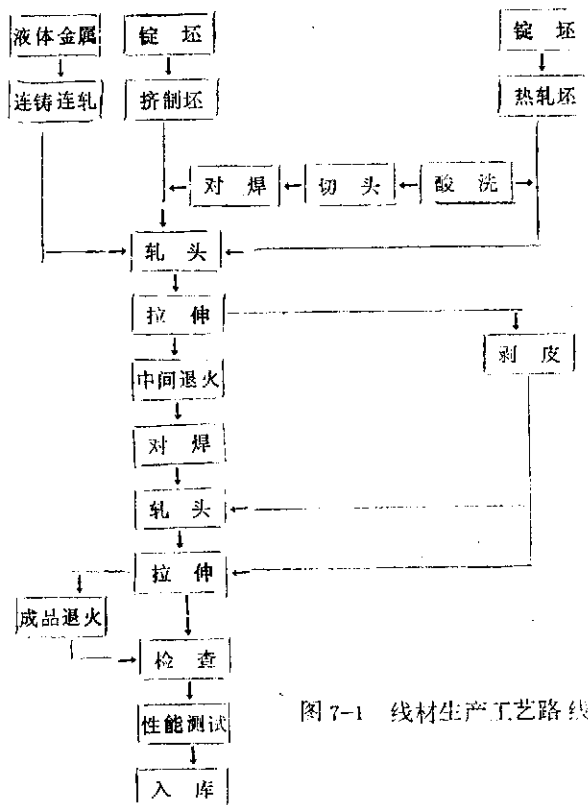 液体金属 锭坯 锭坯
连铸连轧 挤制坯 热轧坯
对焊 切头 酸洗
轧头
拉伸
剥皮
中间退火
对焊
轧头
拉伸
成品退火
检查
性能测试
图7-1 线材生产工艺路线
入库